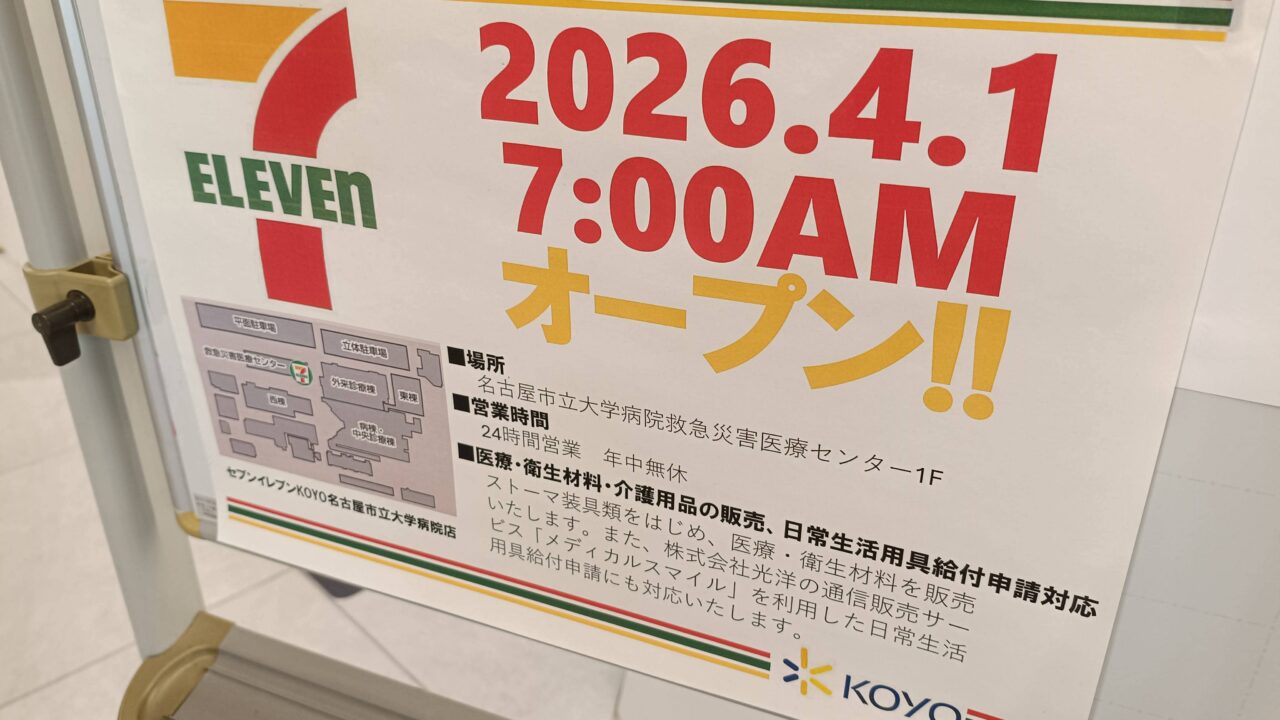 ELEVEn
2026.4.1
7:00AM
オープン!!
平面駐車場
立体駐車場
救急災害医療センター
外来診療棟
東棟
西棟
病棟・
中央診療棟
セブンイレブンKOYO名古屋市立大学病院店
■場所
名古屋市立大学病院救急災害医療センター1F
■営業時間
24時間営業　年中無休
■医療・衛生材料・介護用品の販売、日常生活用具給付申請対応
ストーマ装具類をはじめ、医療・衛生材料を販売
いたします。また、株式会社光洋の通信販売サー
ビス「メディカルスマイル」を利用した日常生活
用具給付申請にも対応いたします。
KOYO